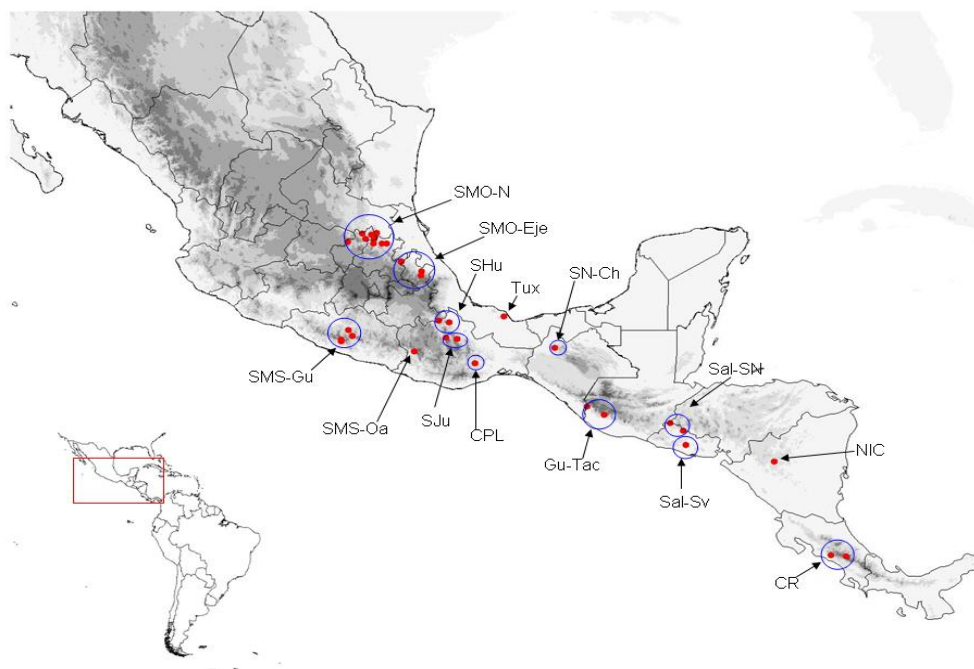 SMO-N
SMO-Eje
SHu
SN-Ch
Tux
SMS-Gu
Sal-SN
SMS-Oa
SJu
CPL
NIC
Gu-Tac
Sal-Sv
CR